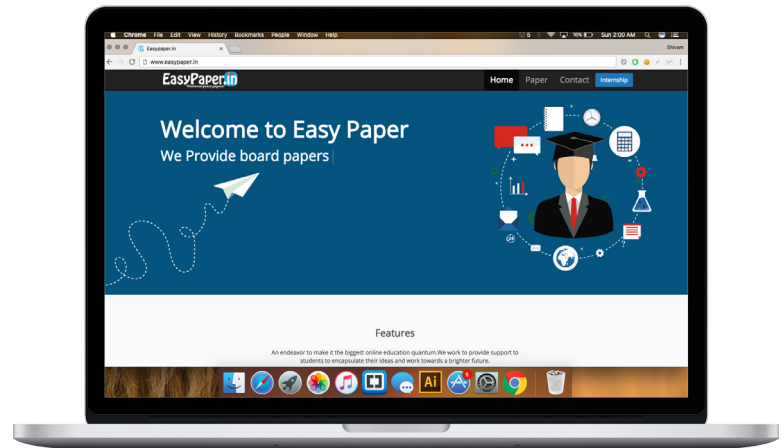 Chrome File Edit View History Bookmarks People Window Help
5 16% Sun 2:00 AM
Easypaper.in
Shivam
www.easypaper.in
EasyPaper.in
Home Paper Contact Internship
Welcome to Easy Paper
We Provide board papers
Features
An endeavor to make it the biggest online education quantum.We work to provide support to
students to encapsulate their ideas and work towards a brighter future.
Ai